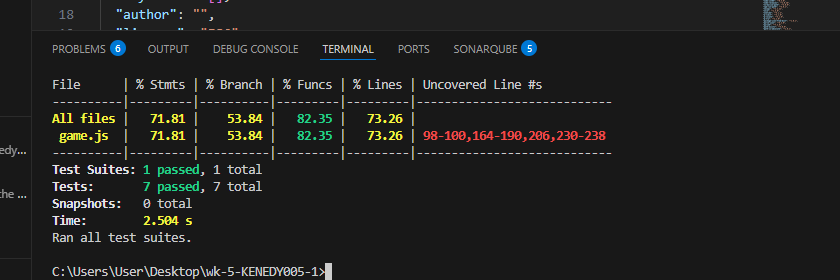 18 "author": "",
PROBLEMS 6 OUTPUT DEBUG CONSOLE TERMINAL PORTS SONARQUBE 5
File | % Stmts | % Branch | % Funcs | % Lines | Uncovered Line #s
----------|---------|----------|---------|---------|-------------------------
All files | 71.81 | 53.84 | 82.35 | 73.26 |
game.js | 71.81 | 53.84 | 82.35 | 73.26 | 98-100,164-190,206,230-238
----------|---------|----------|---------|---------|-------------------------
Test Suites: 1 passed, 1 total
Tests: 7 passed, 7 total
Snapshots: 0 total
Time: 2.504 s
Ran all test suites.
edy...
the ...
C:\Users\User\Desktop\wk-5-KENEDY005-1>